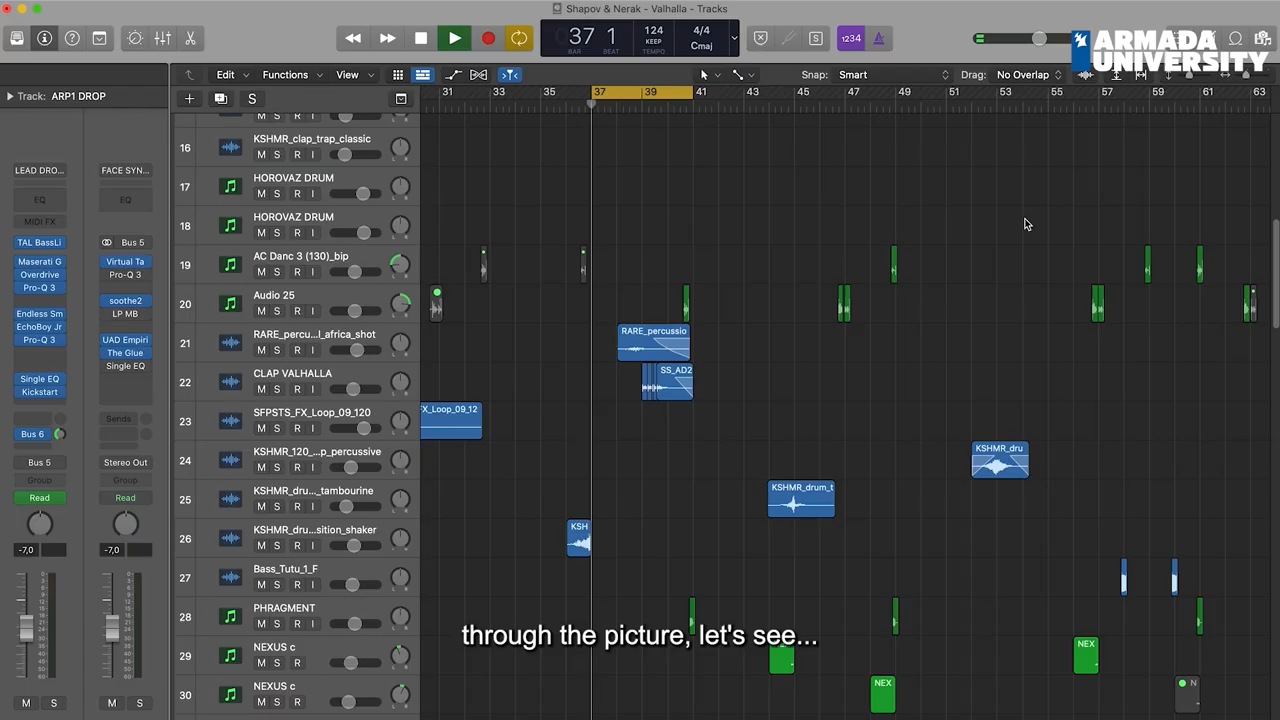 Shapov & Nerak - Valhalla - Tracks
37 1
BAR BEAT
124
KEEP
TEMPO
4/4
Cmaj
1234
S
ARMADA
UNIVERSITY
Edit
Functions
View
Snap: Smart
Drag: No Overlap
Track: ARP1 DROP
S
31 33 35 37 39 41 43 45 47 49 51 53 55 57 59 61 63
M S R I
16 KSHMR_clap_trap_classic
M S R I
17 HOROVAZ DRUM
M S R I
18 HOROVAZ DRUM
M S R I
19 AC Danc 3 (130)_bip
M S R I
20 Audio 25
M S R I
21 RARE_percu...l_africa_shot
M S R I
22 CLAP VALHALLA
M S R I
23 SFPSTS_FX_Loop_09_120
M S R I
24 KSHMR_120_...p_percussive
M S R I
25 KSHMR_dru..._tambourine
M S R I
26 KSHMR_dru...sition_shaker
M S R I
27 Bass_Tutu_1_F
M S R I
28 PHRAGMENT
M S R I
29 NEXUS c
M S R I
30 NEXUS c
M S R
RARE_percussio
SS_AD2
X_Loop_09_12
KSHMR_dru
KSHMR_drum_t
KSH
NEX
NEX
N
LEAD DRO...
EQ
MIDI FX
TAL BassLi
Maserati G
Overdrive
Pro-Q 3
Endless Sm
EchoBoy Jr
Pro-Q 3
Single EQ
Kickstart
Bus 6
Bus 5
Group
Read
-7,0
M S
FACE SYN...
EQ
Bus 5
Virtual Ta
Pro-Q 3
soothe2
LP MB
UAD Empiri
The Glue
Single EQ
Sends
Stereo Out
Group
Read
-7,0
M S
through the picture, let's see...